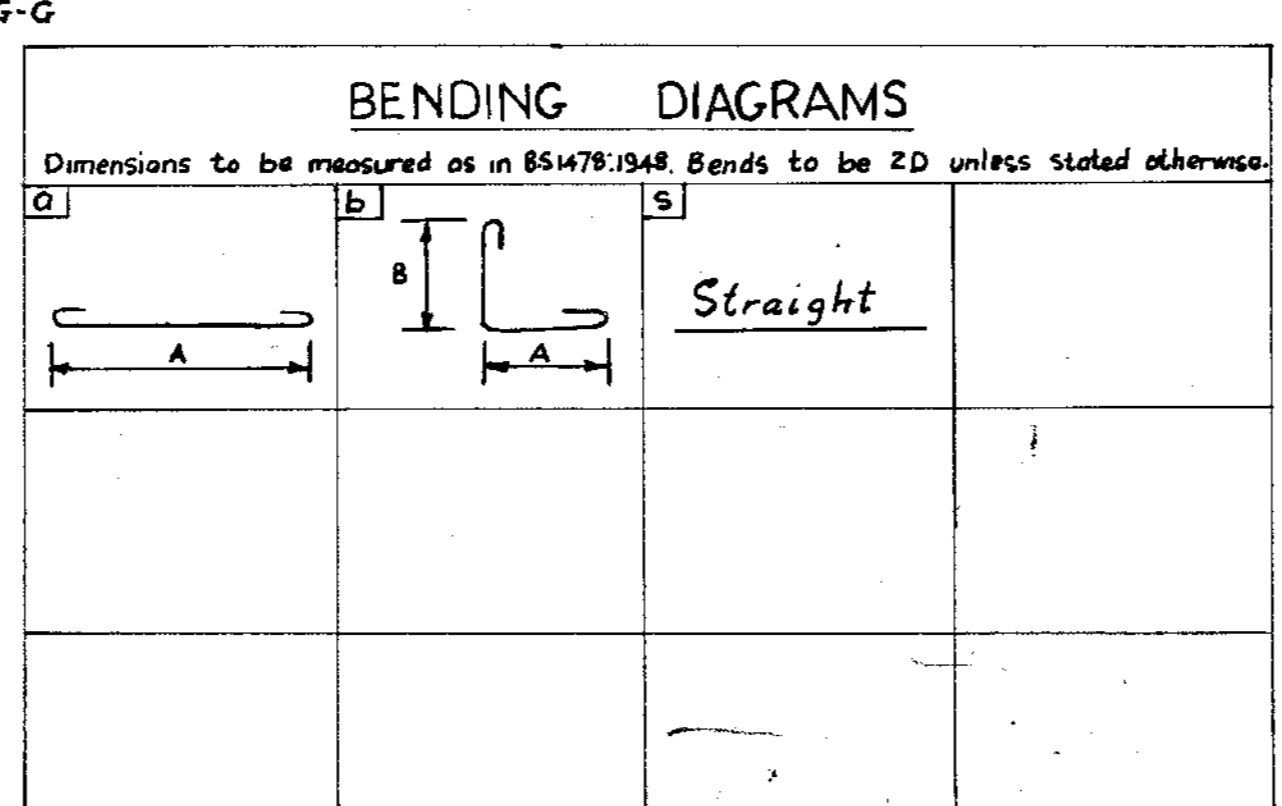 G-G
BENDING DIAGRAMS
Dimensions to be measured as in BS1478:1948. Bends to be 2D unless stated otherwise.
a
b
s
B
Straight
A
A